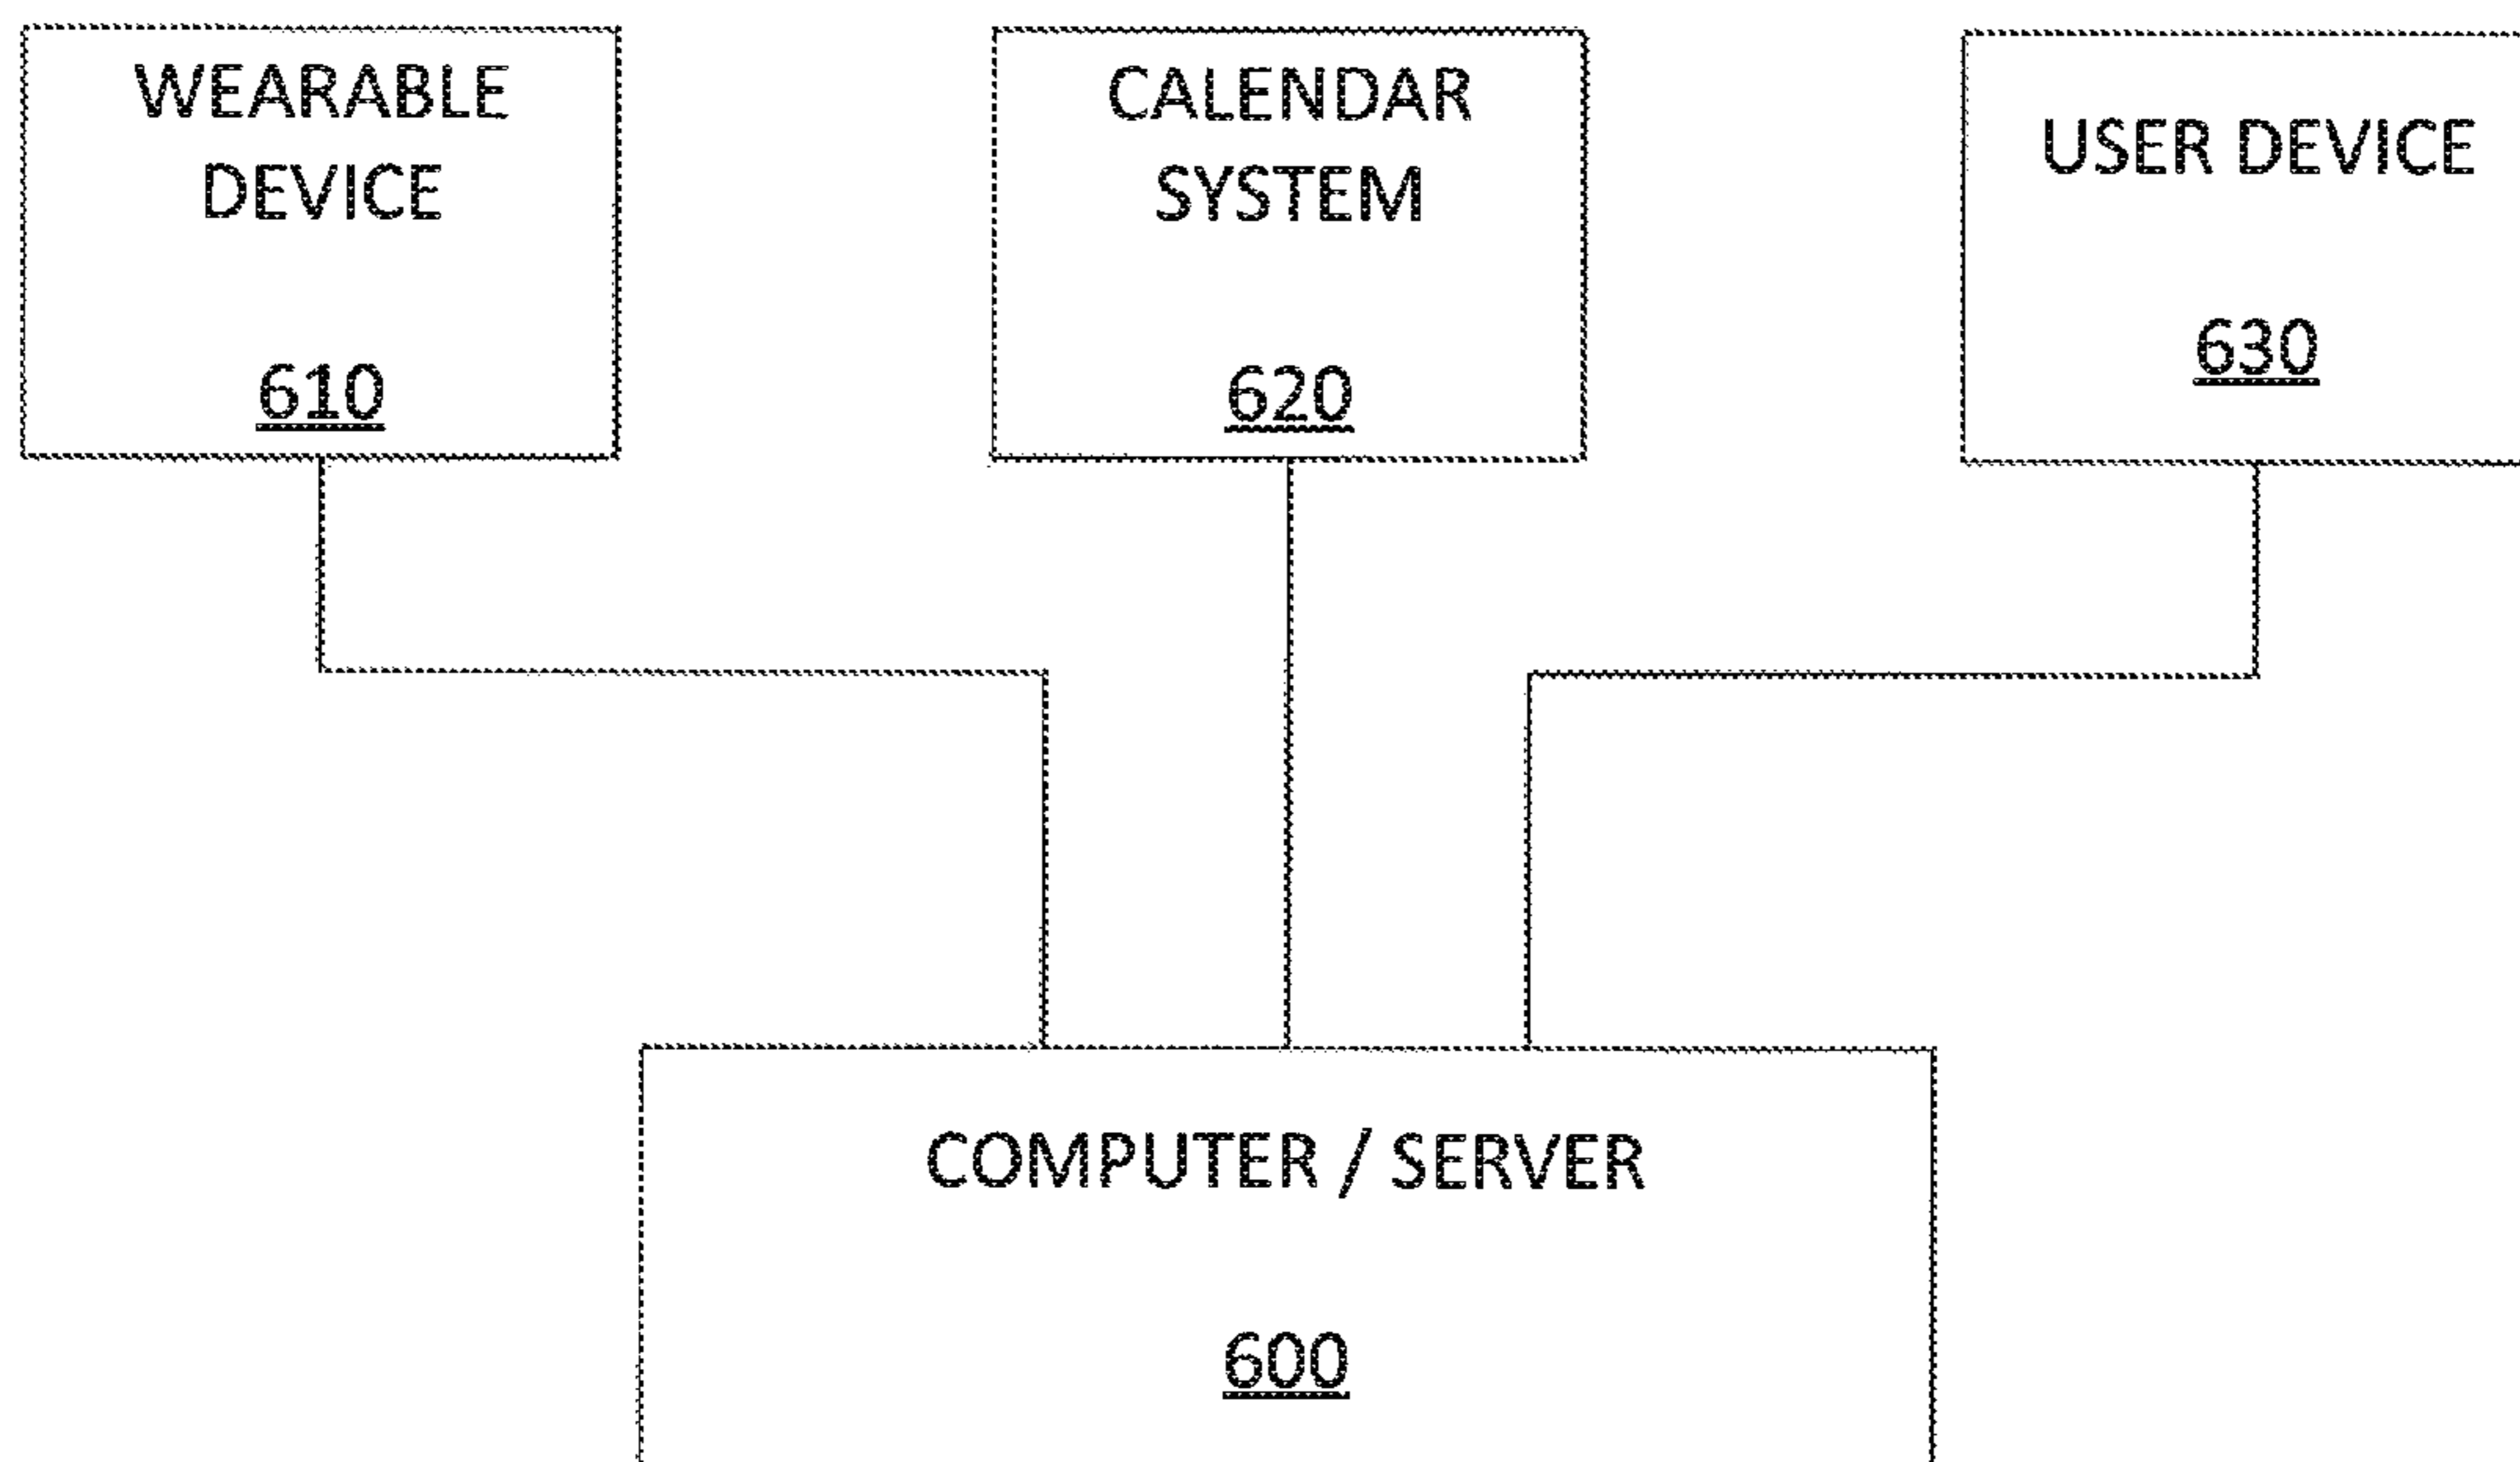 WEARABLE
DEVICE
610
CALENDAR
SYSTEM
620
USER DEVICE
630
COMPUTER / SERVER
600